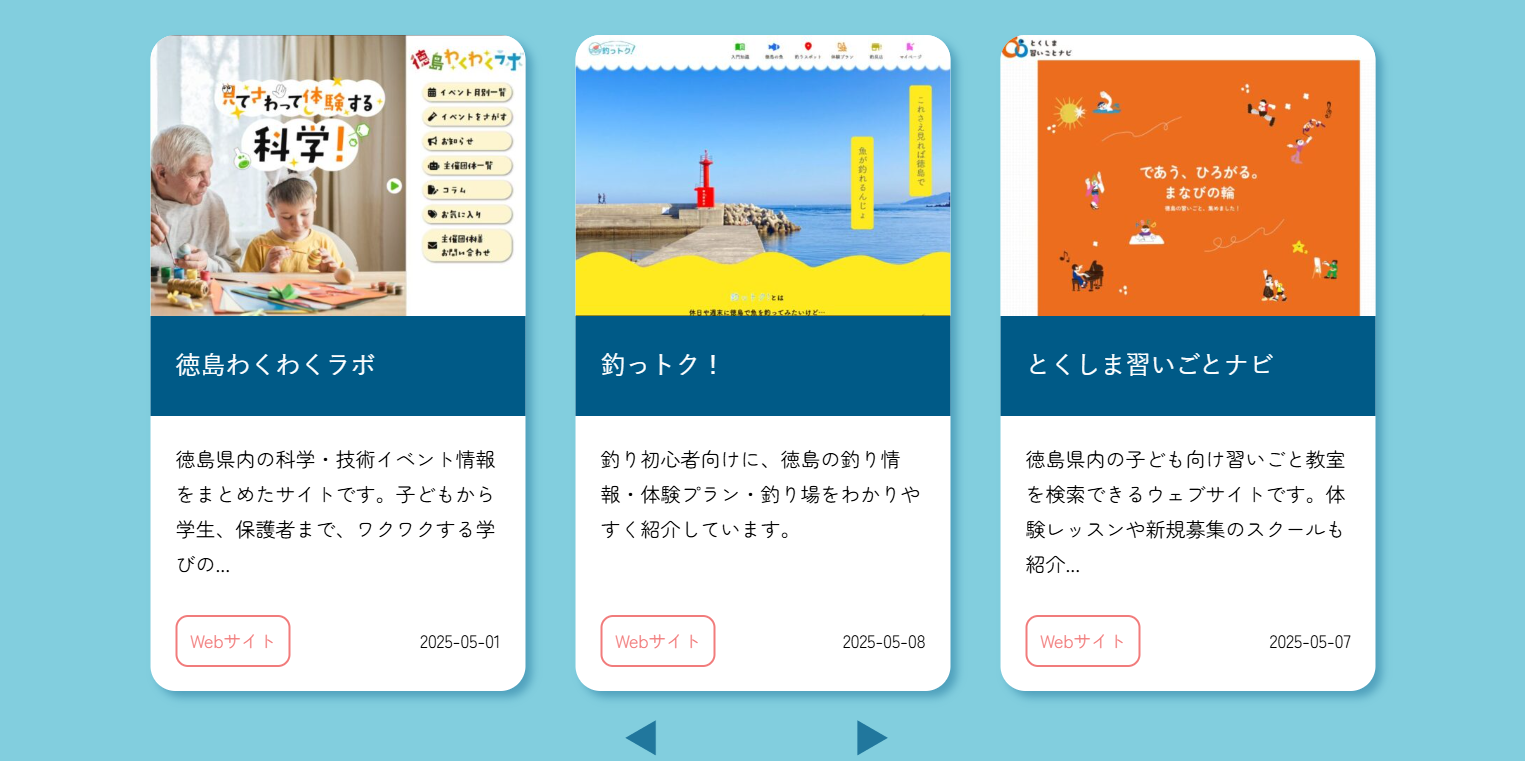 見てさわって体験する
科学!
徳島わくわくラボ
イベント月別一覧
イベントをさがす
お知らせ
主催団体一覧
コラム
お気に入り
主催団体様
お問い合わせ
徳島わくわくラボ
徳島県内の科学・技術イベント情報
をまとめたサイトです。子どもから
学生、保護者まで、ワクワクする学
びの...
Webサイト
2025-05-01
釣っトク!
入門知識
徳島の魚
釣りスポット
体験プラン
釣具店
マイページ
これさえ見れば徳島で
魚が釣れるんじょ
釣っトク!とは
休日や週末に徳島で魚を釣ってみたいけど…
釣っトク！
釣り初心者向けに、徳島の釣り情
報・体験プラン・釣り場をわかりや
すく紹介しています。
Webサイト
2025-05-08
とくしま
習いごとナビ
であう、ひろがる。
まなびの輪
徳島の習いごと、集めました！
とくしま習いごとナビ
徳島県内の子ども向け習いごと教室
を検索できるウェブサイトです。体
験レッスンや新規募集のスクールも
紹介...
Webサイト
2025-05-07